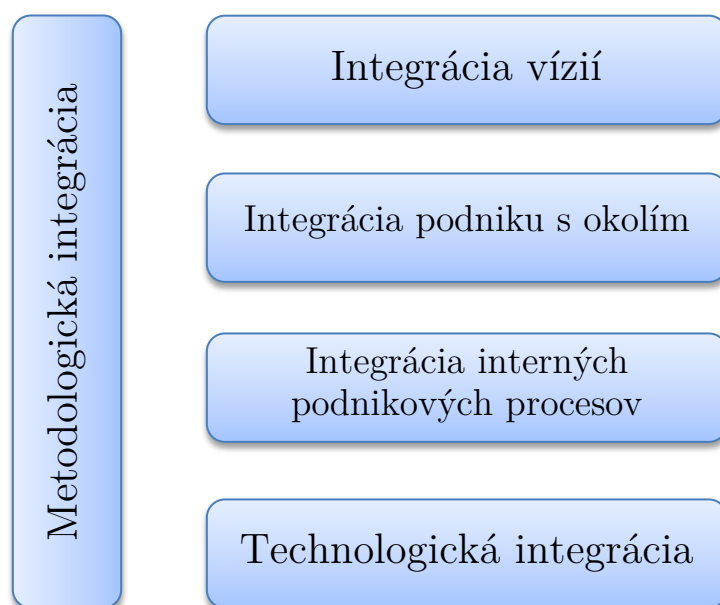 Metodologická integrácia
Integrácia vízií
Integrácia podniku s okolím
Integrácia interných
podnikových procesov
Technologická integrácia